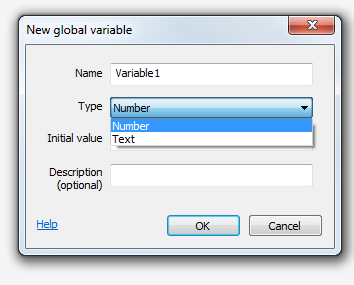 New global variable
Name Variable1
Type Number
Number
Initial value Text
Description
(optional)
Help OK Cancel